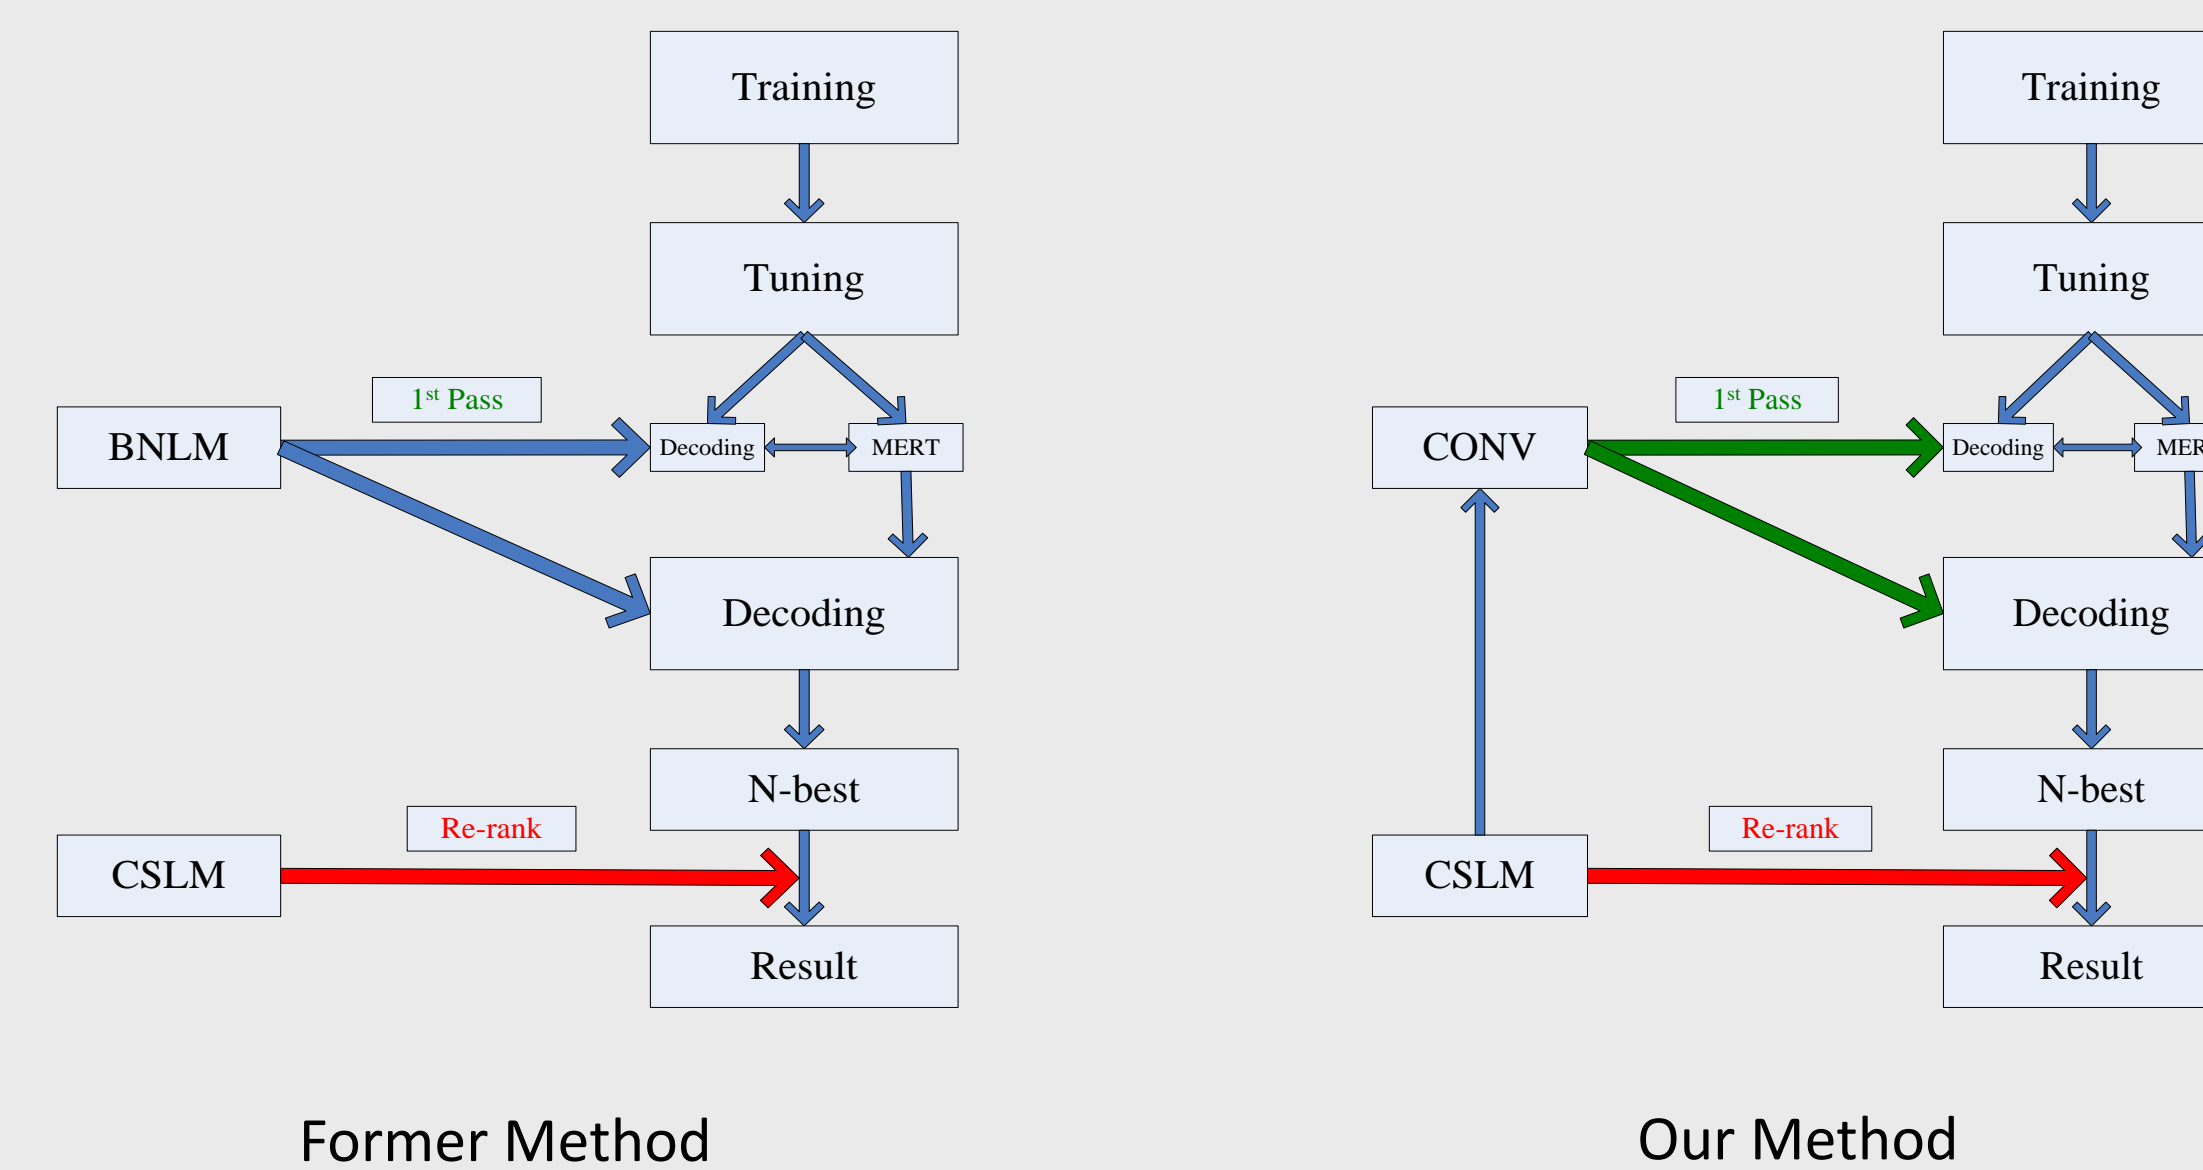 Training
Tuning
1st Pass
BNLM
Decoding
MERT
Decoding
N-best
Re-rank
CSLM
Result
Former Method
Training
Tuning
1st Pass
CONV
Decoding
MER
Decoding
N-best
Re-rank
CSLM
Result
Our Method